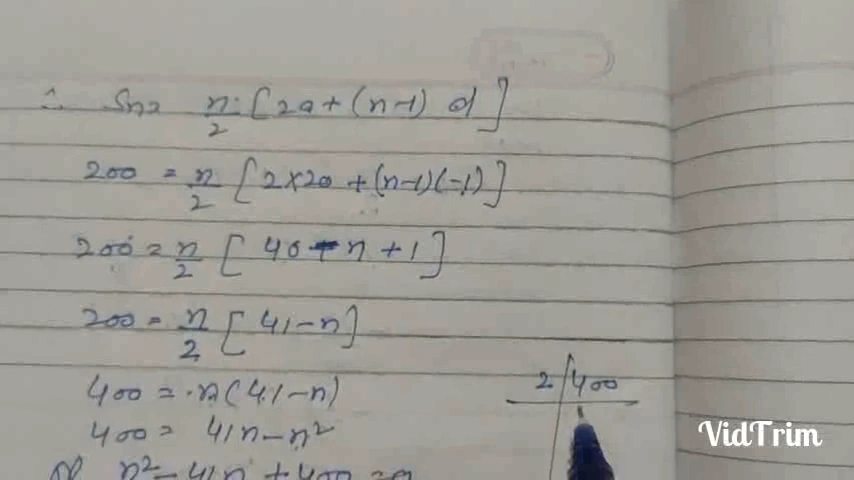 ∴ Sn = n/2 [2a + (n-1) d]
200 = n/2 [2×20 + (n-1)(-1)]
200 = n/2 [40 - n + 1]
200 = n/2 [41 - n]
400 = n(41 - n)
400 = 41n - n²
n² - 41n + 400 = 0
2 | 400
VidTrim